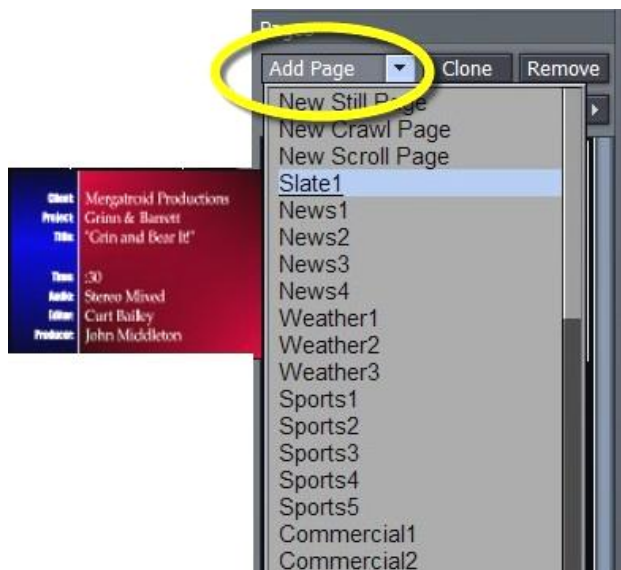 Pages
Add Page Clone Remove
New Still Page
New Crawl Page
New Scroll Page
Slate1
News1
News2
News3
News4
Weather1
Weather2
Weather3
Sports1
Sports2
Sports3
Sports4
Sports5
Commercial1
Commercial2
Client: Mergatroid Productions
Project: Grinn & Barrett
Title: "Grin and Bear It!"
Time: :30
Audio: Stereo Mixed
Editor: Curt Bailey
Producer: John Middleton